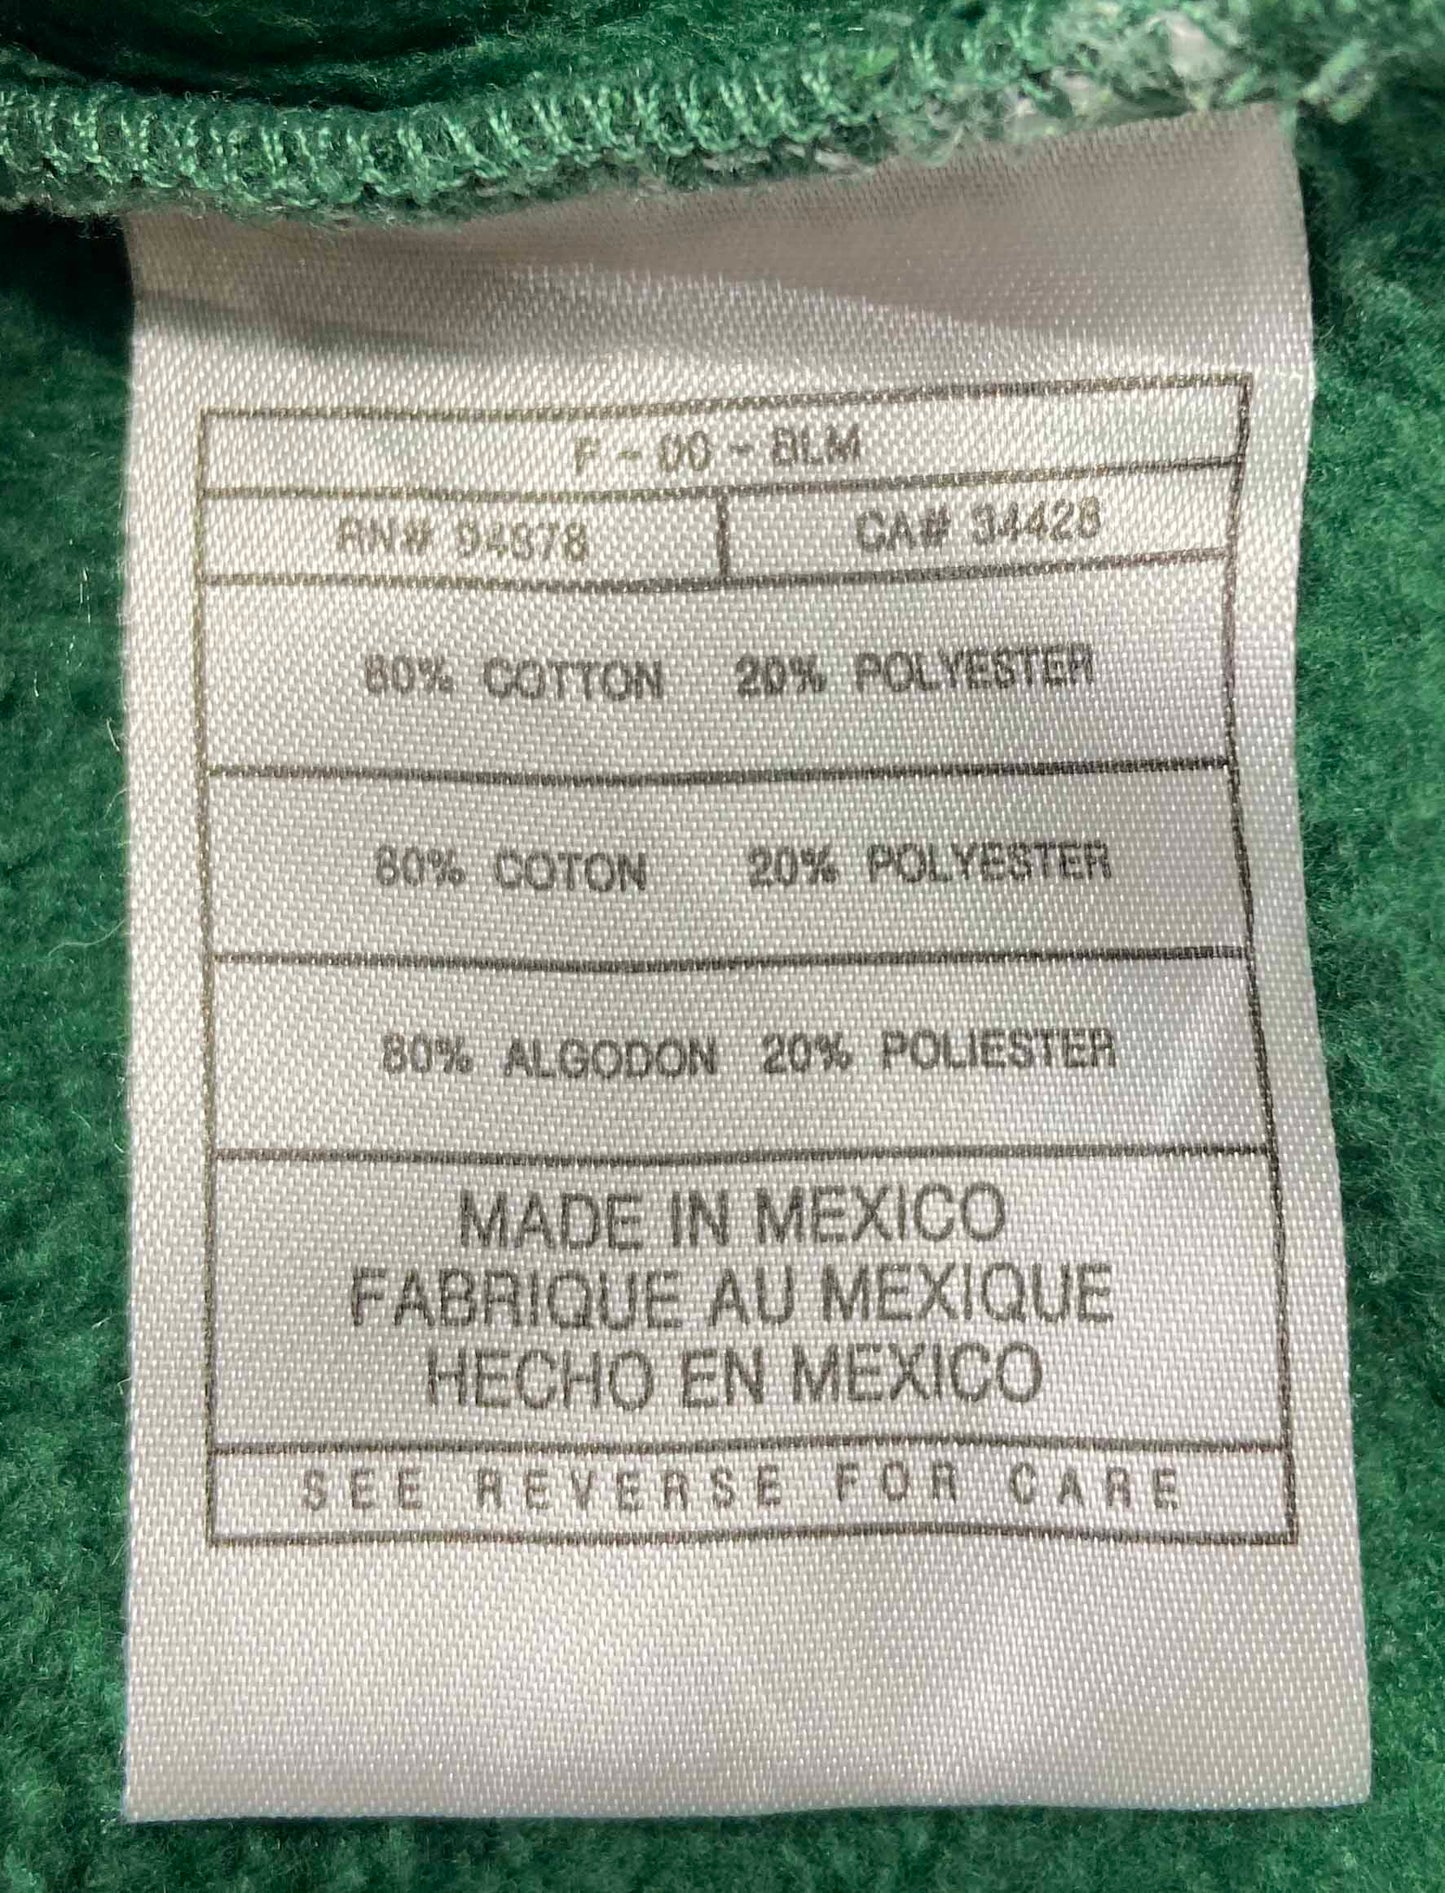 F - 00 - BLM
RN# 94878 CA# 34428
80% COTTON 20% POLYESTER
80% COTON 20% POLYESTER
80% ALGODON 20% POLIESTER
MADE IN MEXICO
FABRIQUE AU MEXIQUE
HECHO EN MEXICO
SEE REVERSE FOR CARE